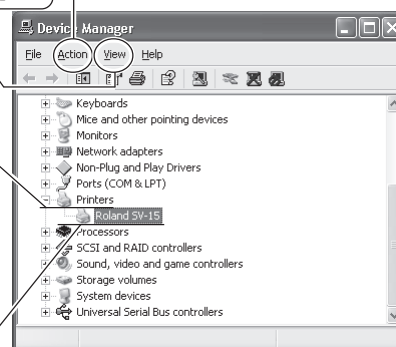 Device Manager
File Action View Help
Keyboards
Mice and other pointing devices
Monitors
Network adapters
Non-Plug and Play Drivers
Ports (COM & LPT)
Printers
Roland SV-15
Processors
SCSI and RAID controllers
Sound, video and game controllers
Storage volumes
System devices
Universal Serial Bus controllers